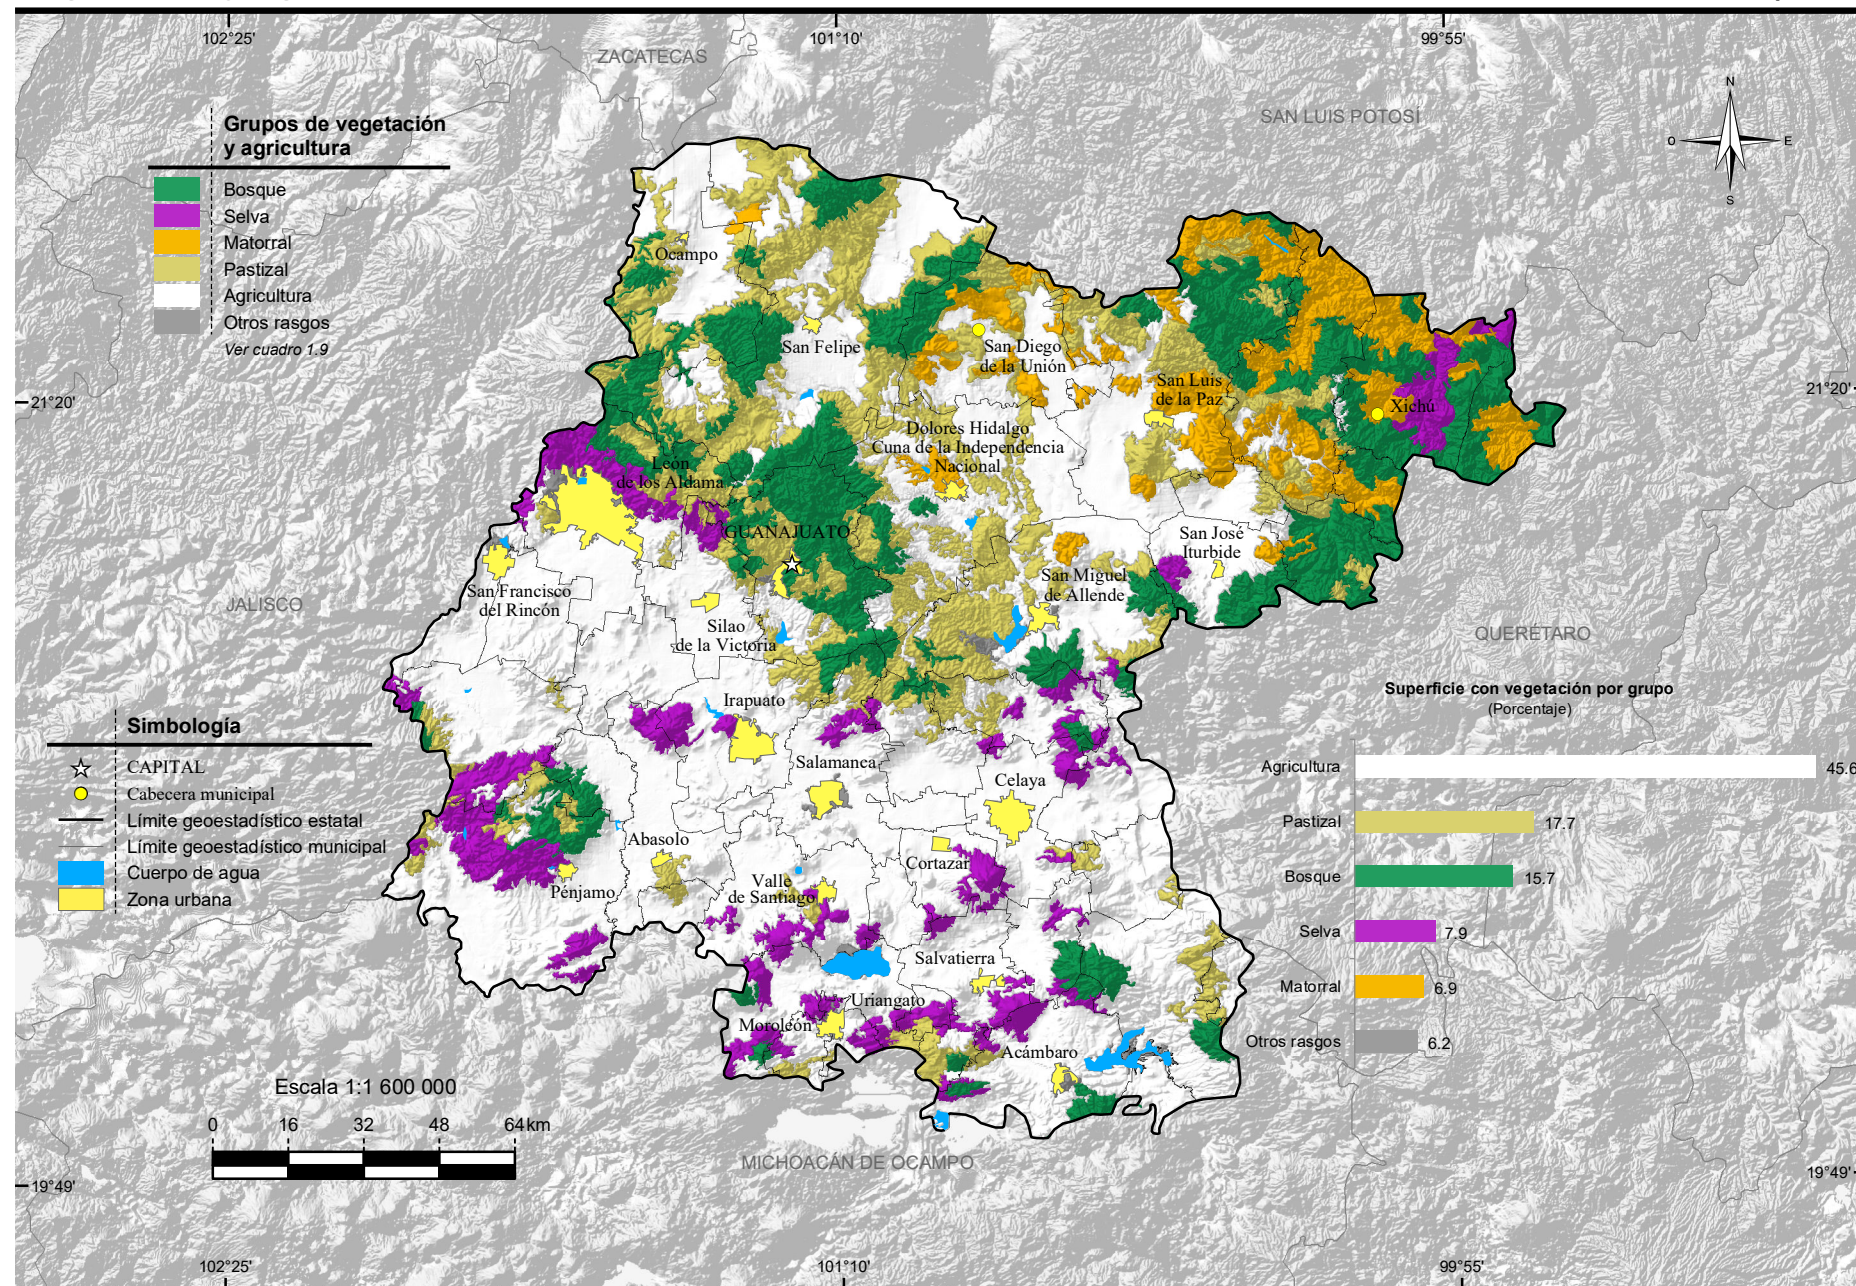 102°25'
101°10'
99°55'
ZACATECAS
SAN LUIS POTOSÍ
N
O
E
S
Grupos de vegetación
y agricultura
Bosque
Selva
Matorral
Pastizal
Agricultura
Otros rasgos
Ver cuadro 1.9
Ocampo
San Felipe
San Diego
de la Unión
San Luis
de la Paz
Xichú
21°20'
21°20'
Dolores Hidalgo
Cuna de la Independencia
Nacional
León
de los Aldama
GUANAJUATO
San José
Iturbide
San Miguel
de Allende
San Francisco
del Rincón
JALISCO
Silao
de la Victoria
QUERÉTARO
Irapuato
Salamanca
Celaya
Abasolo
Cortazar
Pénjamo
Valle
de Santiago
Salvatierra
Uriangato
Moroleón
Acámbaro
Simbología
CAPITAL
Cabecera municipal
Límite geoestadístico estatal
Límite geoestadístico municipal
Cuerpo de agua
Zona urbana
Superficie con vegetación por grupo
(Porcentaje)
Agricultura 45.6
Pastizal 17.7
Bosque 15.7
Selva 7.9
Matorral 6.9
Otros rasgos 6.2
Escala 1:1 600 000
0 16 32 48 64 km
MICHOACÁN DE OCAMPO
19°49'
19°49'
102°25'
101°10'
99°55'